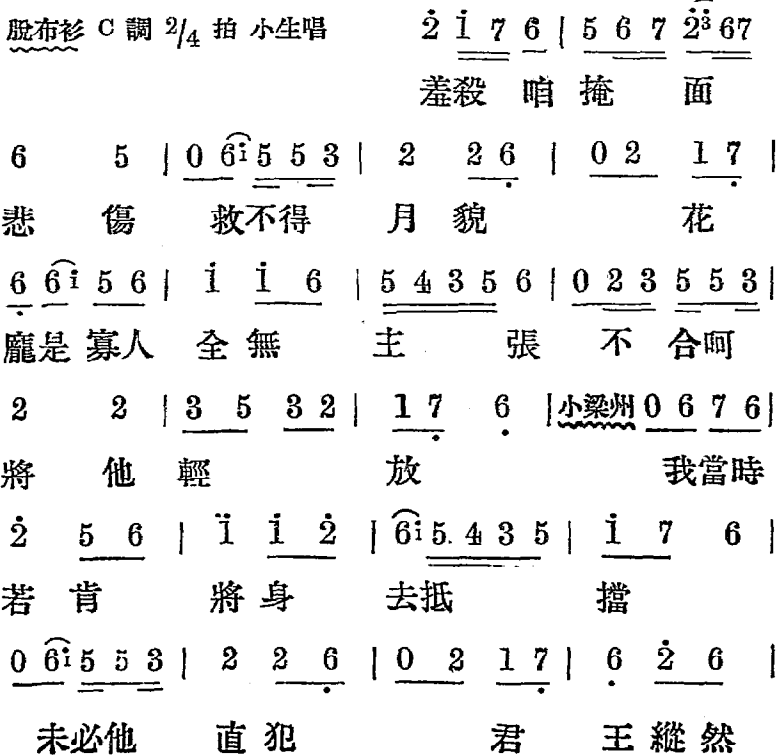 脫布衫 C 調 2/4 拍 小生唱 2̇ 1̇ 7 6 | 5 6 7 2̇ 3̇ 6 7
羞殺 咱 掩 面
6 5 | 0 6 1̇ 5 5 3 | 2 2 6̣ | 0 2 1 7̣ |
悲 傷 救不得 月 貌 花
6̣ 6 1̇ 5 6 | 1̇ 1̇ 6 | 5 4 3 5 6 | 0 2 3 5 5 3 |
龐是 寡人 全 無 主 張 不 合呵
2 2 | 3 5 3 2 | 1 7̣ 6̣ | 小梁州 0 6 7 6 |
將 他 輕 放 我當時
2̇ 5 6 | 1̈ 1̇ 2̇ | 6 1̇ 5. 4 3 5 | 1̇ 7 6 |
若 肯 將 身 去抵 擋
0 6 1̇ 5 5 3 | 2 2 6̣ | 0 2 1 7̣ | 6̣ 2̇ 6 |
未必他 直 犯 君 王 縱 然